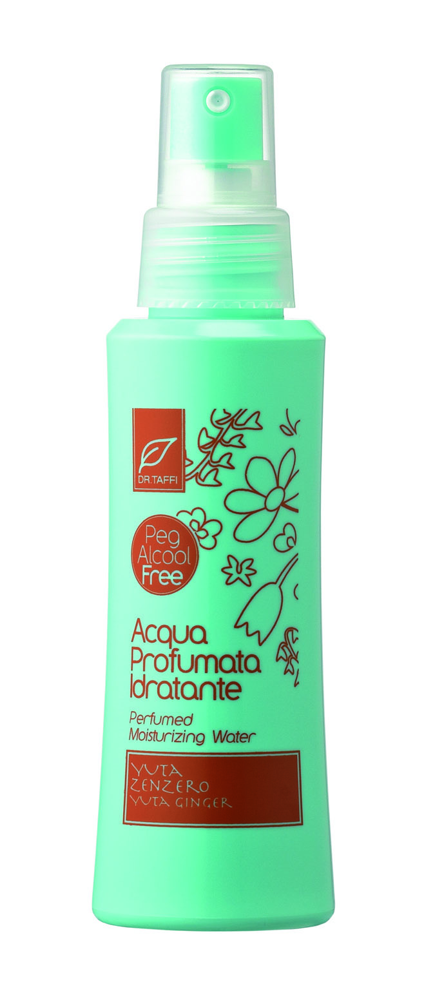 DR.TAFFI
Peg
Alcool
Free
Acqua
Profumata
Idratante
Perfumed
Moisturizing Water
YUTA
ZENZERO
YUTA GINGER